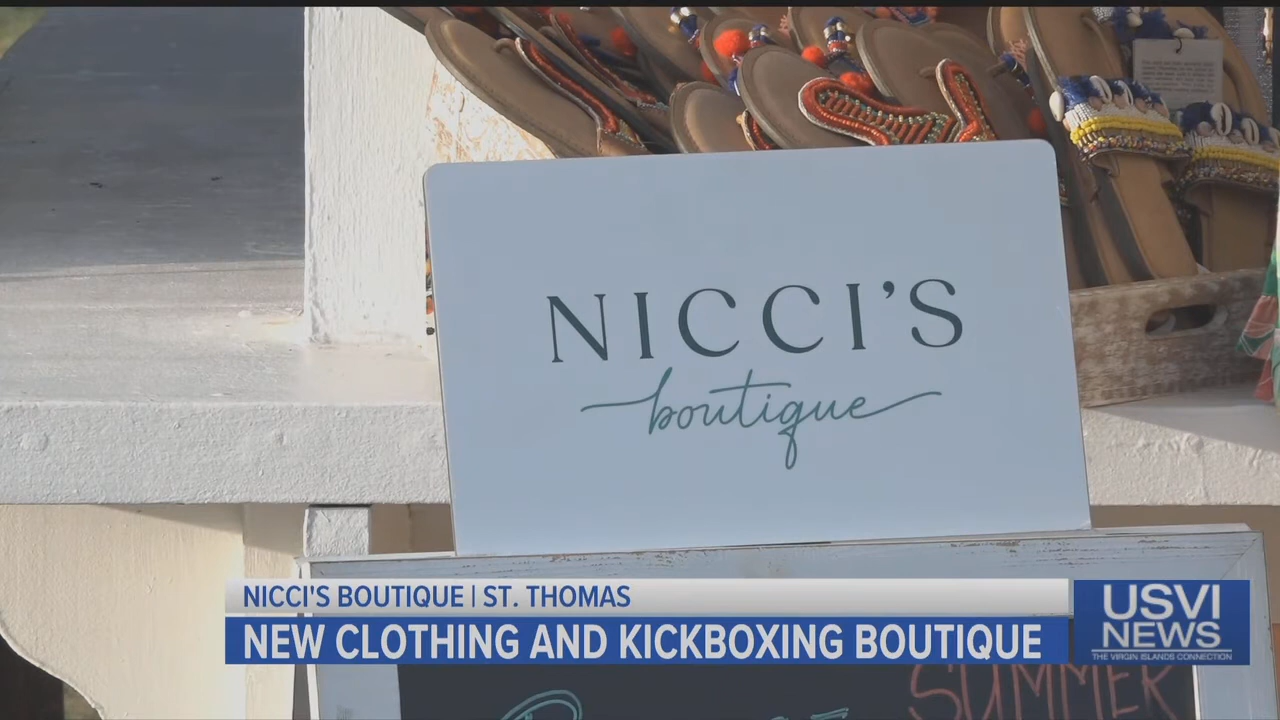 NICCI'S
boutique
NICCI'S BOUTIQUE | ST. THOMAS
NEW CLOTHING AND KICKBOXING BOUTIQUE
USVI
NEWS
THE VIRGIN ISLANDS CONNECTION
SUMMER